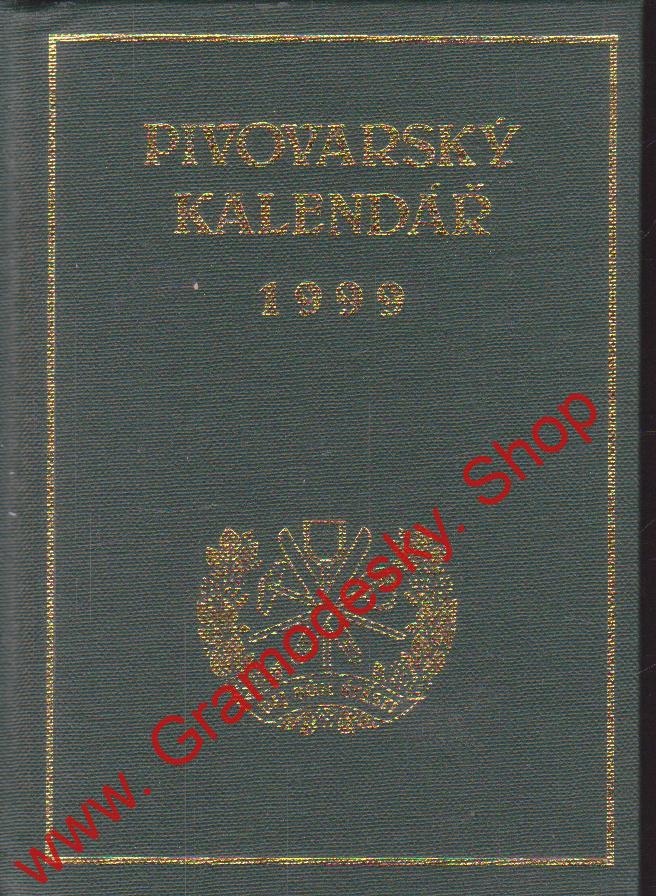 PIVOVARSKÝ
KALENDÁŘ
1999
www. Gramodesky. Shop